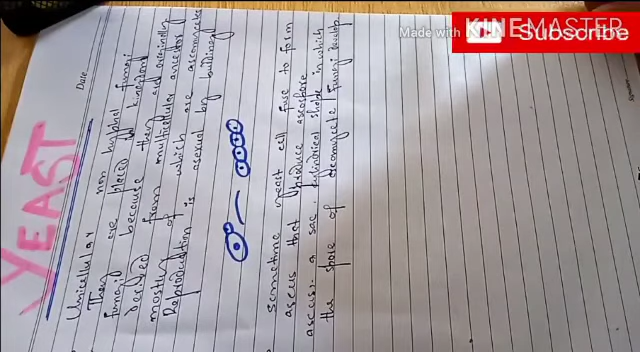 YEAST
Date
Unicellular non hyphal fungi
They are placed in kingdom
fungi because they are originally
derived from multicellular ancestor
mostly of which are ascomycetes
Reproduction is asexual by budding
Sometime yeast cell fuse to form
ascus that produce ascospore
ascus:- a sac, cylindrical shape in which
the spore of ascomycete fungi develop
Made with KINEMASTER
Subscribe